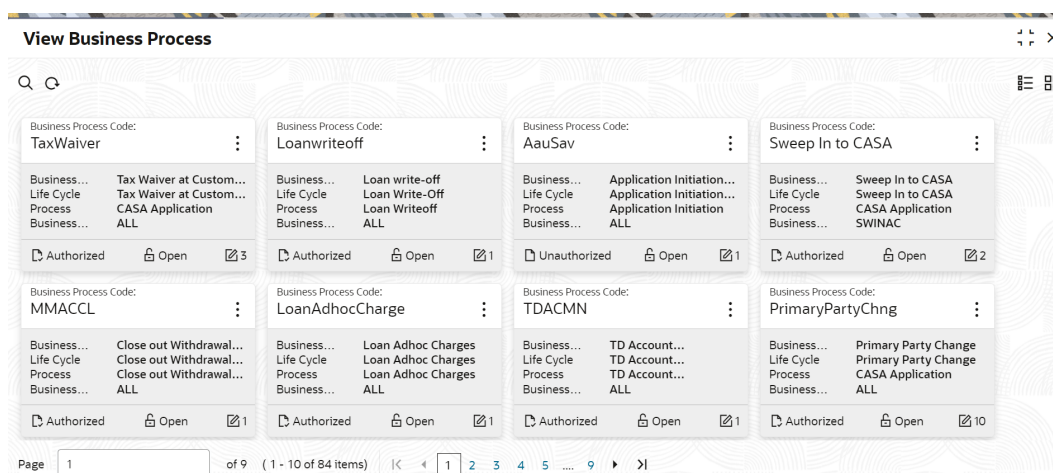 View Business Process
Business Process Code:
TaxWaiver
Business... Tax Waiver at Custom...
Life Cycle Tax Waiver at Custom...
Process CASA Application
Business... ALL
Authorized Open 3
Business Process Code:
Loanwriteoff
Business... Loan write-off
Life Cycle Loan Write-Off
Process Loan Writeoff
Business... ALL
Authorized Open 1
Business Process Code:
AauSav
Business... Application Initiation...
Life Cycle Application Initiation...
Process Application Initiation
Business... ALL
Unauthorized Open 1
Business Process Code:
Sweep In to CASA
Business... Sweep In to CASA
Life Cycle Sweep In to CASA
Process CASA Application
Business... SWINAC
Authorized Open 2
Business Process Code:
MMACCL
Business... Close out Withdrawal...
Life Cycle Close out Withdrawal...
Process Close out Withdrawal...
Business... ALL
Authorized Open 1
Business Process Code:
LoanAdhocCharge
Business... Loan Adhoc Charges
Life Cycle Loan Adhoc Charges
Process Loan Adhoc Charges
Business... ALL
Authorized Open 1
Business Process Code:
TDACMN
Business... TD Account...
Life Cycle TD Account...
Process TD Account...
Business... ALL
Authorized Open 1
Business Process Code:
PrimaryPartyChng
Business... Primary Party Change
Life Cycle Primary Party Change
Process CASA Application
Business... ALL
Authorized Open 10
Page 1 of 9 (1 - 10 of 84 items) 1 2 3 4 5 .... 9